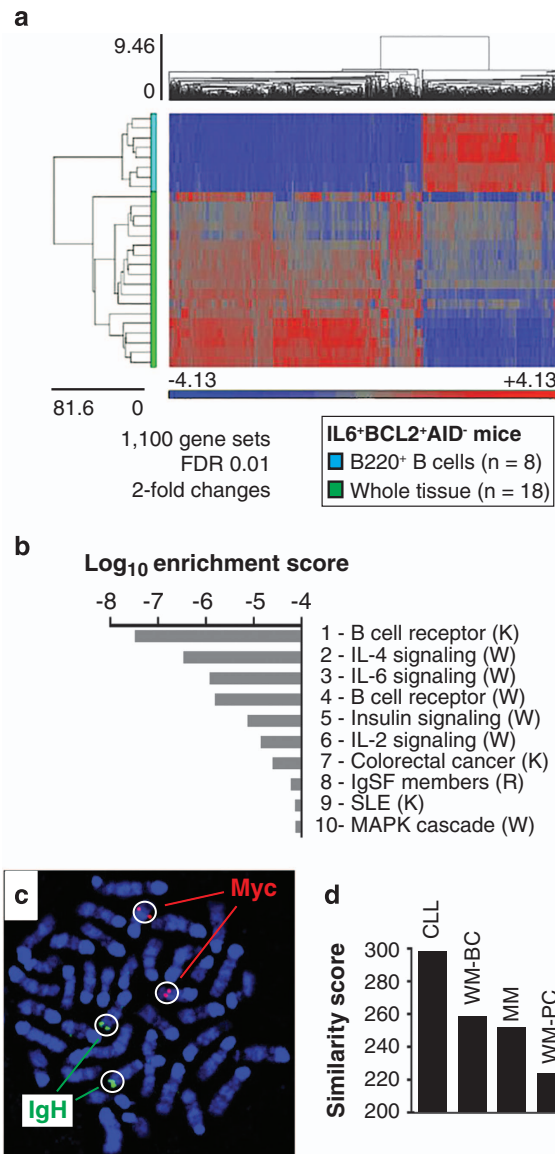 a
9.46
0
-4.13
+4.13
81.6
0
1,100 gene sets
FDR 0.01
2-fold changes
IL6⁺BCL2⁺AID⁻ mice
B220⁺ B cells (n = 8)
Whole tissue (n = 18)
b
Log₁₀ enrichment score
-8 -7 -6 -5 -4
1 - B cell receptor (K)
2 - IL-4 signaling (W)
3 - IL-6 signaling (W)
4 - B cell receptor (W)
5 - Insulin signaling (W)
6 - IL-2 signaling (W)
7 - Colorectal cancer (K)
8 - IgSF members (R)
9 - SLE (K)
10- MAPK cascade (W)
c
Myc
IgH
d
Similarity score
300
280
260
240
220
200
CLL
WM-BC
MM
WM-PC